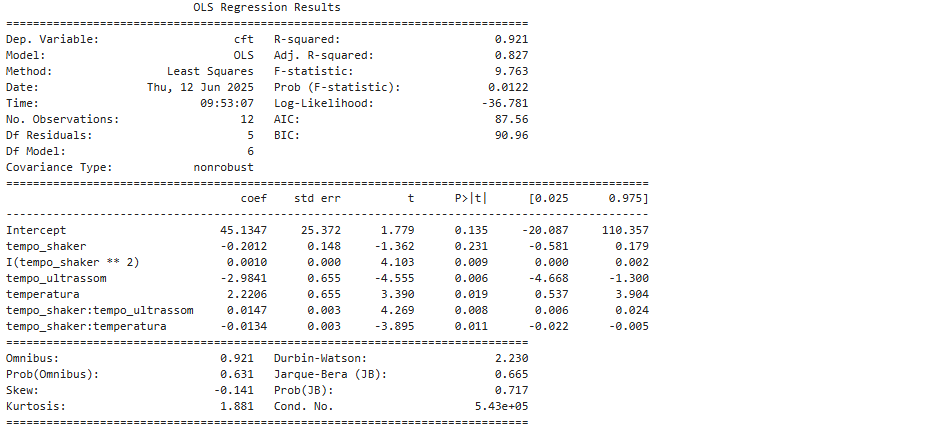 OLS Regression Results
==============================================================================
Dep. Variable:                    cft   R-squared:                       0.921
Model:                            OLS   Adj. R-squared:                  0.827
Method:                 Least Squares   F-statistic:                     9.763
Date:                Thu, 12 Jun 2025   Prob (F-statistic):             0.0122
Time:                        09:53:07   Log-Likelihood:                -36.781
No. Observations:                  12   AIC:                             87.56
Df Residuals:                       5   BIC:                             90.96
Df Model:                           6
Covariance Type:            nonrobust
================================================================================================
                                   coef    std err          t      P>|t|      [0.025      0.975]
------------------------------------------------------------------------------------------------
Intercept                       45.1347     25.372      1.779      0.135     -20.087     110.357
tempo_shaker                    -0.2012      0.148     -1.362      0.231      -0.581       0.179
I(tempo_shaker ** 2)             0.0010      0.000      4.103      0.009       0.000       0.002
tempo_ultrassom                 -2.9841      0.655     -4.555      0.006      -4.668      -1.300
temperatura                      2.2206      0.655      3.390      0.019       0.537       3.904
tempo_shaker:tempo_ultrassom     0.0147      0.003      4.269      0.008       0.006       0.024
tempo_shaker:temperatura        -0.0134      0.003     -3.895      0.011      -0.022      -0.005
==============================================================================
Omnibus:                        0.921   Durbin-Watson:                   2.230
Prob(Omnibus):                  0.631   Jarque-Bera (JB):                0.665
Skew:                          -0.141   Prob(JB):                        0.717
Kurtosis:                       1.881   Cond. No.                     5.43e+05
==============================================================================